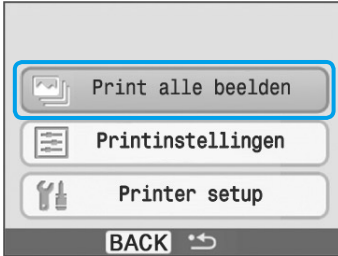 Print alle beelden
Printinstellingen
Printer setup
BACK